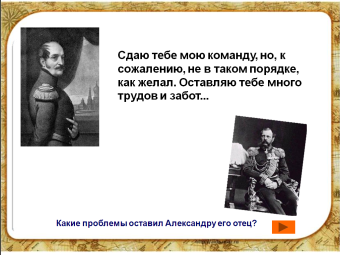 Сдаю тебе мою команду, но, к
сожалению, не в таком порядке,
как желал. Оставляю тебе много
трудов и забот...
Какие проблемы оставил Александру его отец?